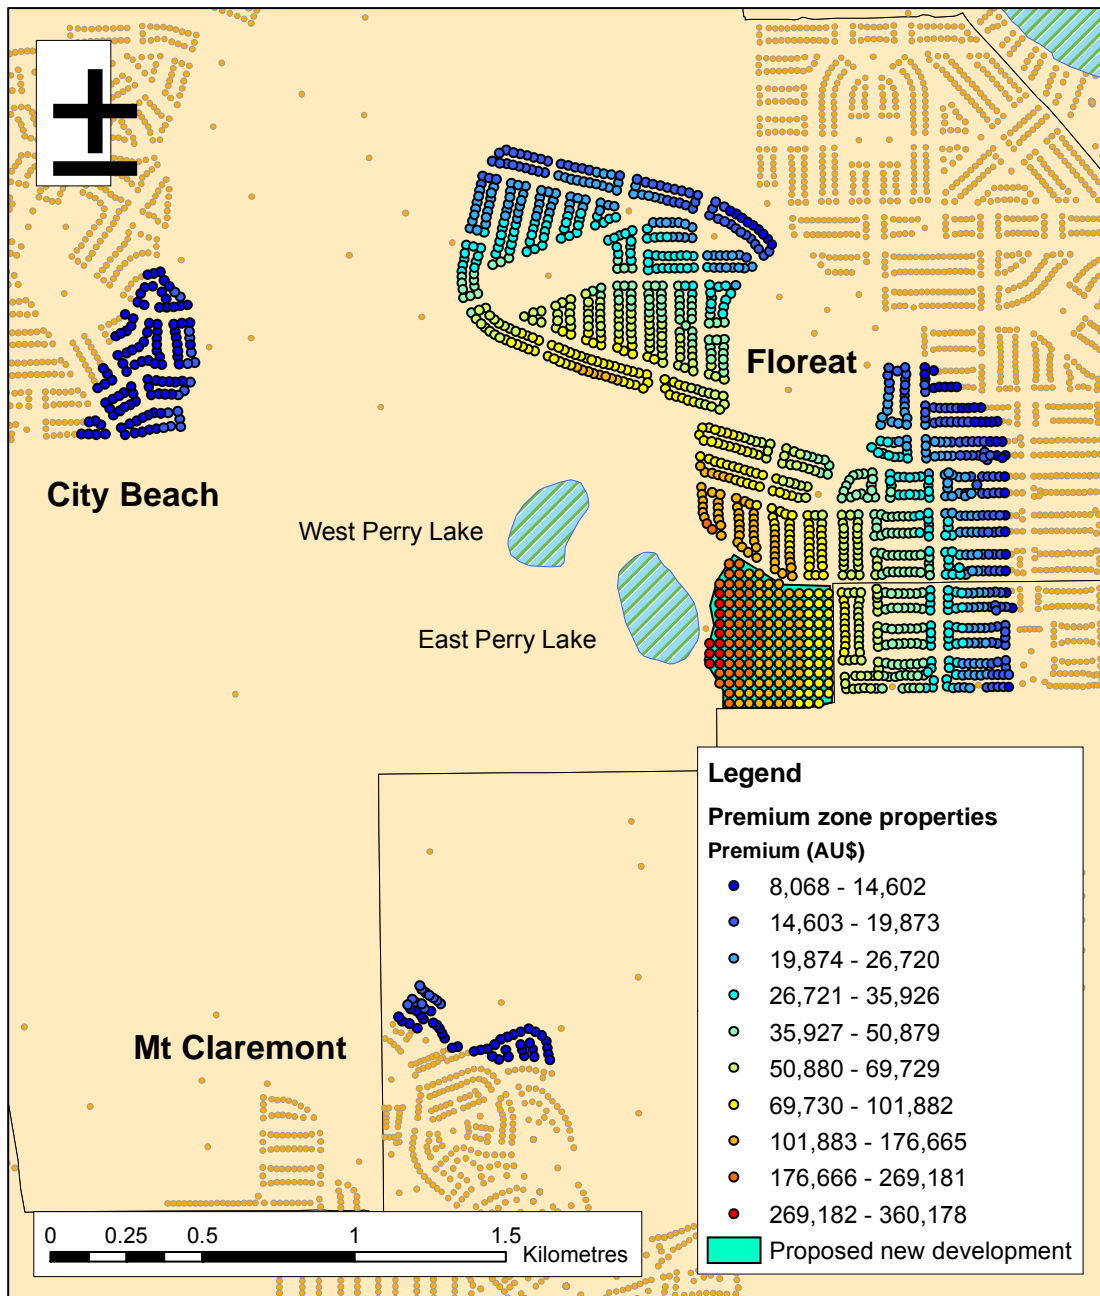 Floreat
City Beach
West Perry Lake
East Perry Lake
Mt Claremont
Legend
Premium zone properties
Premium (AU$)
8,068 - 14,602
14,603 - 19,873
19,874 - 26,720
26,721 - 35,926
35,927 - 50,879
50,880 - 69,729
69,730 - 101,882
101,883 - 176,665
176,666 - 269,181
269,182 - 360,178
Proposed new development
0 0.25 0.5 1 1.5
Kilometres